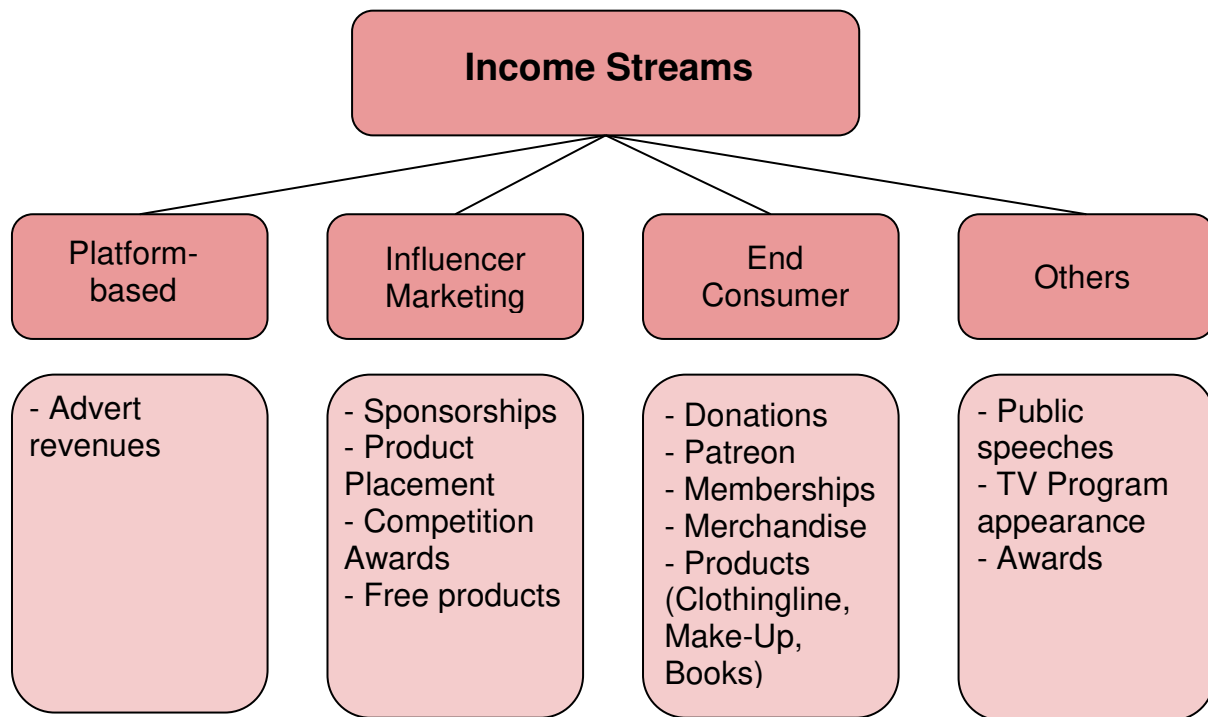 Income Streams
Platform-
based
Influencer
Marketing
End
Consumer
Others
- Advert
revenues
- Sponsorships
- Product
Placement
- Competition
Awards
- Free products
- Donations
- Patreon
- Memberships
- Merchandise
- Products
(Clothingline,
Make-Up,
Books)
- Public
speeches
- TV Program
appearance
- Awards